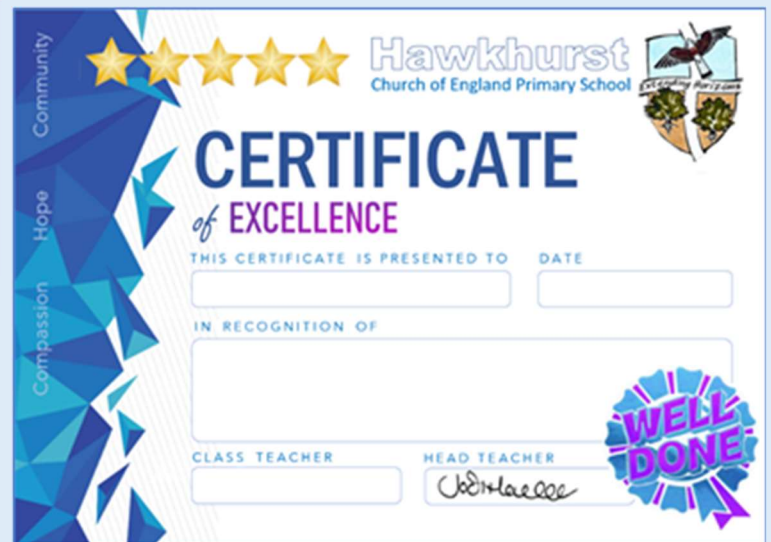 Community
Hope
Compassion
Hawkhurst
Church of England Primary School
Extending Horizons
CERTIFICATE
of EXCELLENCE
THIS CERTIFICATE IS PRESENTED TO
DATE
IN RECOGNITION OF
WELL
DONE
CLASS TEACHER
HEAD TEACHER